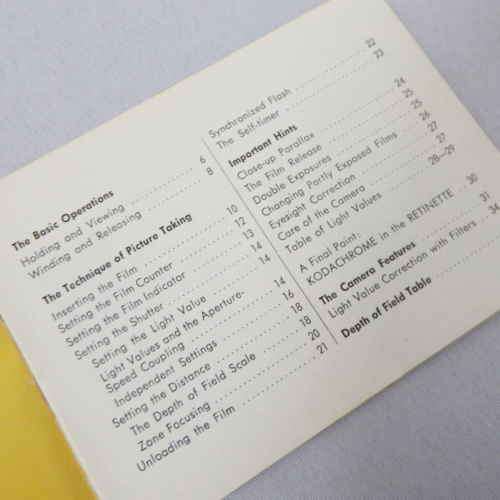 The Basic Operations
Holding and Viewing 6
Winding and Releasing 8
The Technique of Picture Taking
Inserting the Film 10
Setting the Film Counter 12
Setting the Film Indicator 13
Setting the Shutter 14
Setting the Light Value 14
Light Values and the Aperture-
Speed Coupling 14
Independent Settings 16
Setting the Distance 18
The Depth of Field Scale 18
Zone Focusing 20
Unloading the Film 21
Synchronized Flash 22
The Self-timer 23
Important Hints
Close-up Parallax 24
The Film Release 25
Double Exposures 25
Changing Partly Exposed Films 26
Eyesight Correction 27
Care of the Camera 27
Table of Light Values 28—29
A Final Point:
KODACHROME in the RETINETTE 30
The Camera Features 31
Light Value Correction with Filters 34
Depth of Field Table